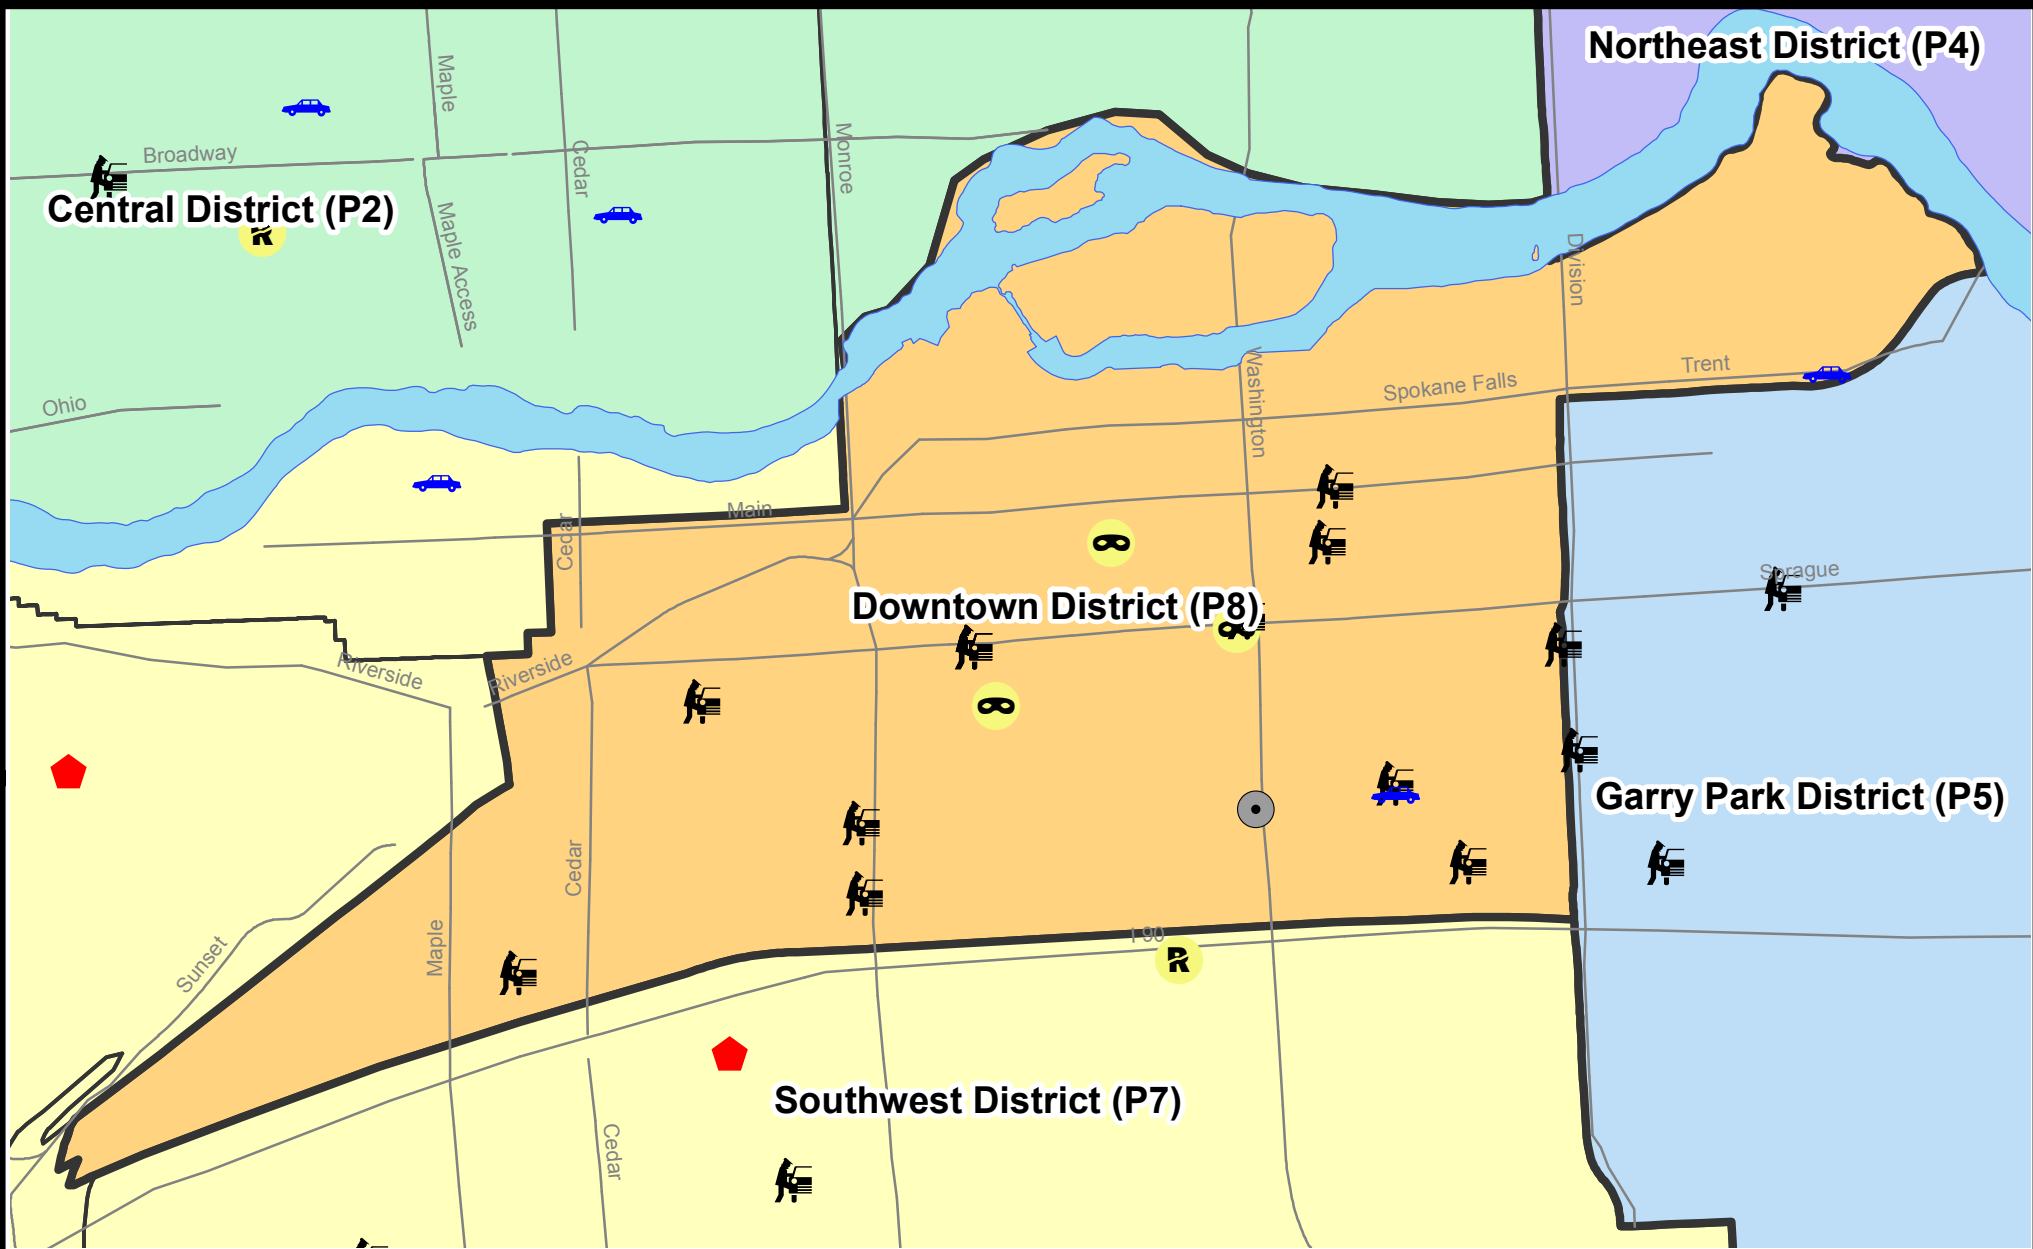 Northeast District (P4)
Maple
Monroe
Cedar
Broadway
Central District (P2)
Maple Access
Division
Washington
Trent
Spokane Falls
Ohio
Main
Cedar
Sprague
Downtown District (P8)
Riverside
Riverside
R
Garry Park District (P5)
Cedar
Maple
I-90
R
Sunset
Southwest District (P7)
Cedar